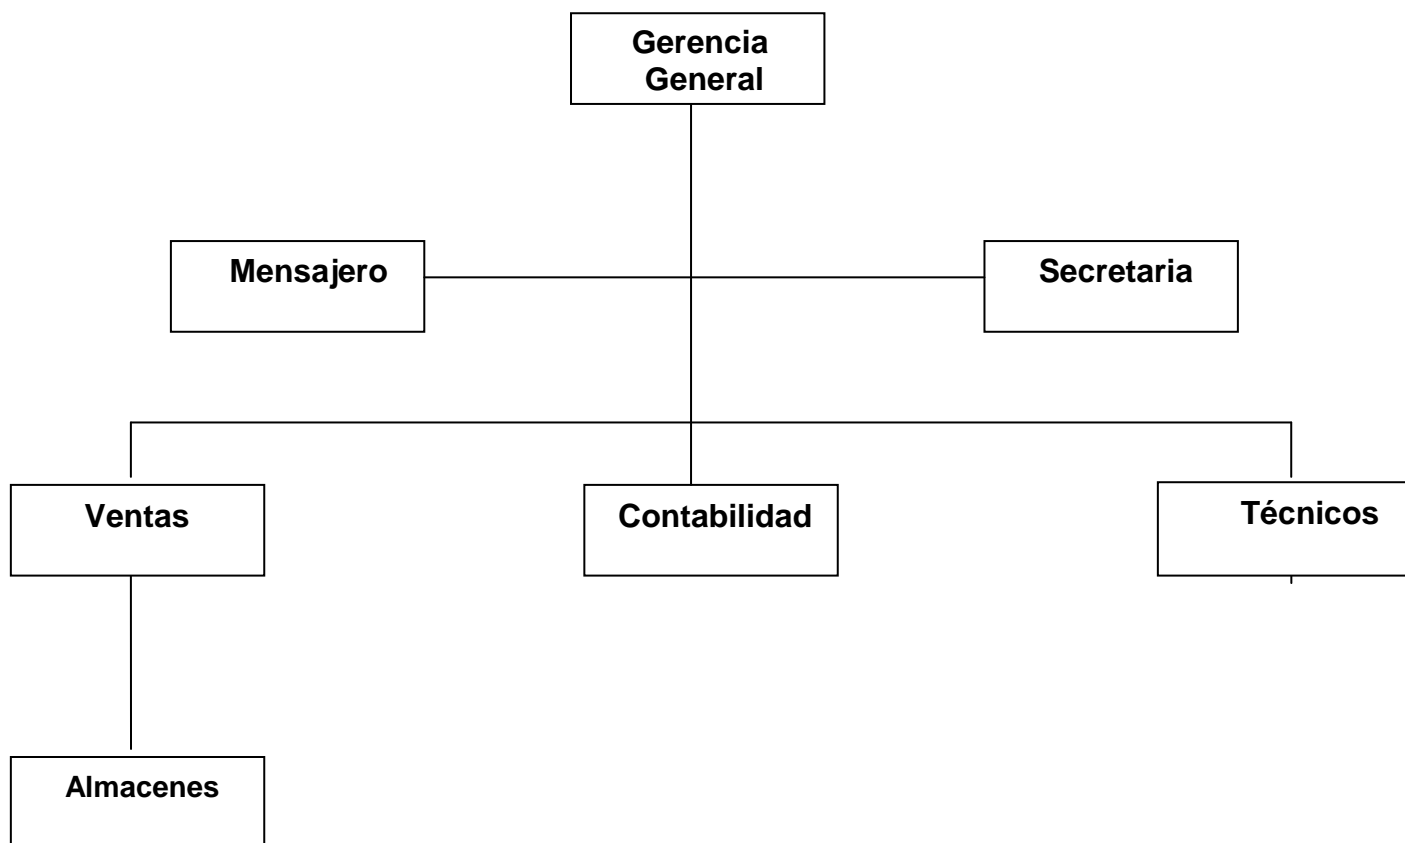 Gerencia
General
Mensajero
Secretaria
Ventas
Contabilidad
Técnicos
Almacenes